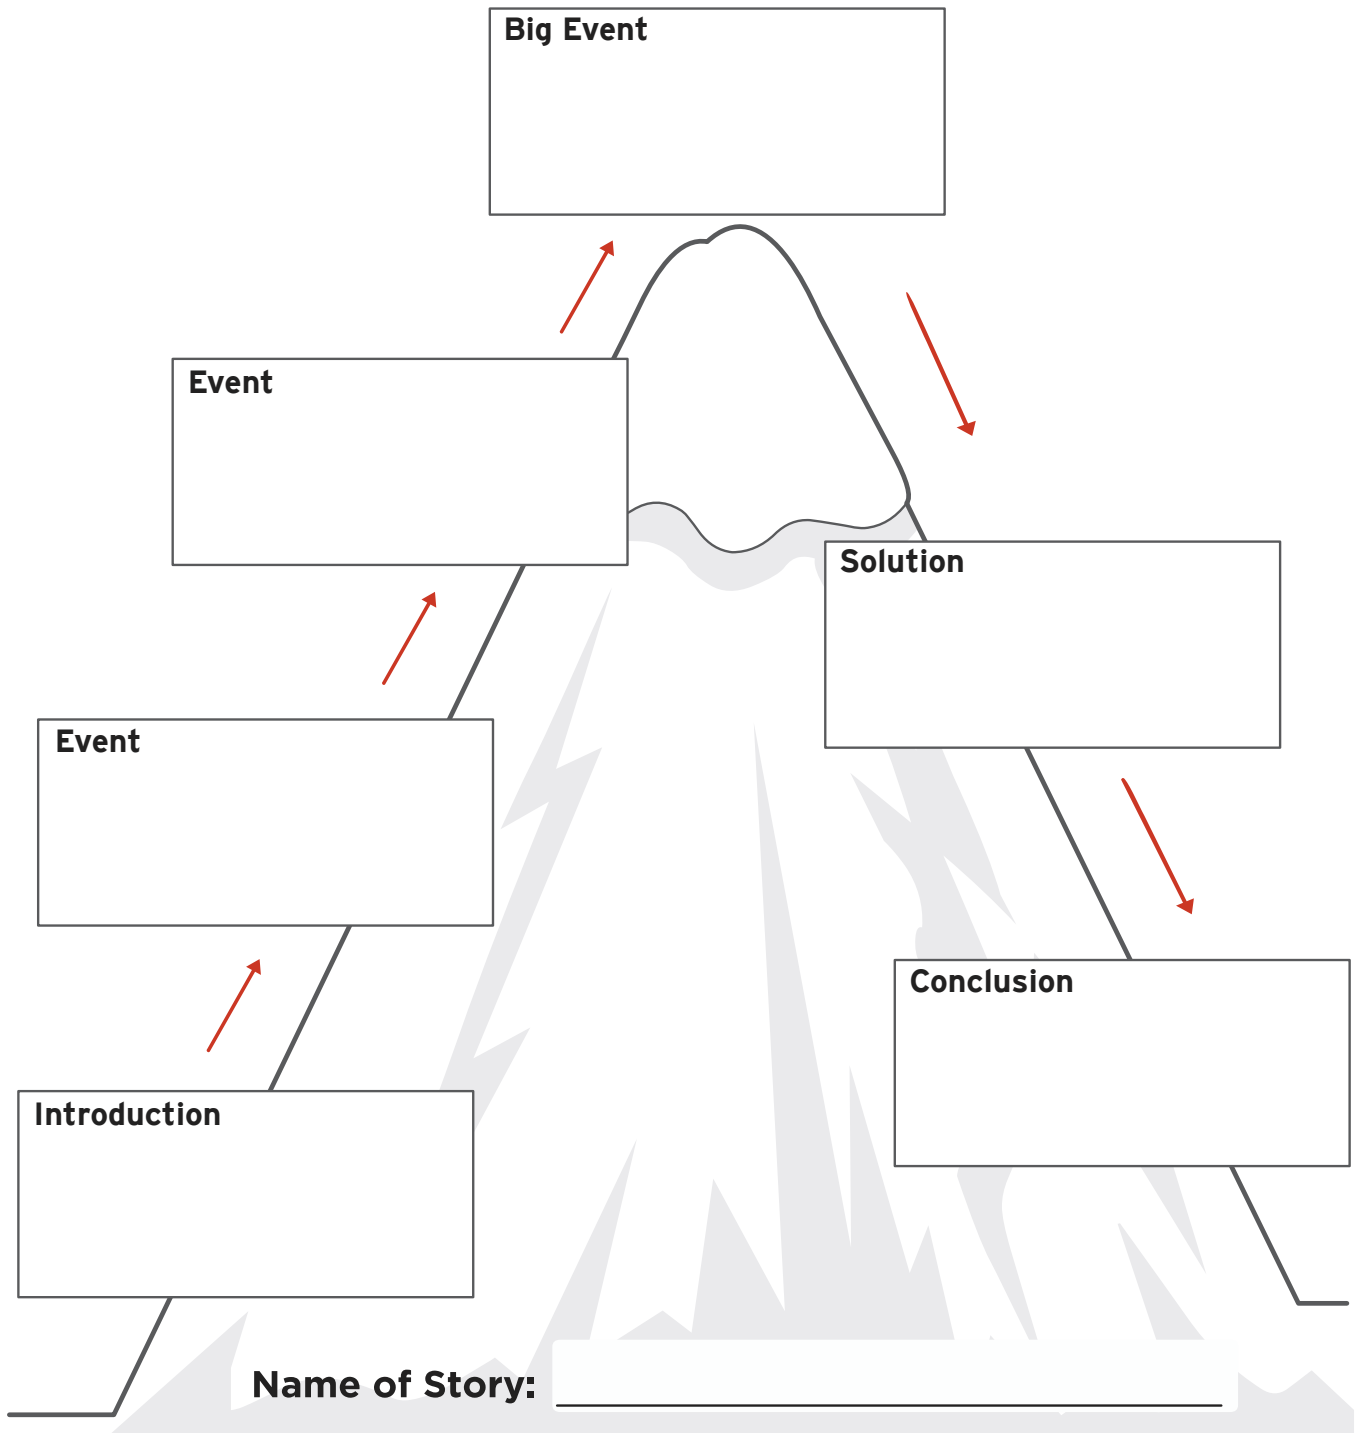 Big Event
Event
Solution
Event
Conclusion
Introduction
Name of Story: